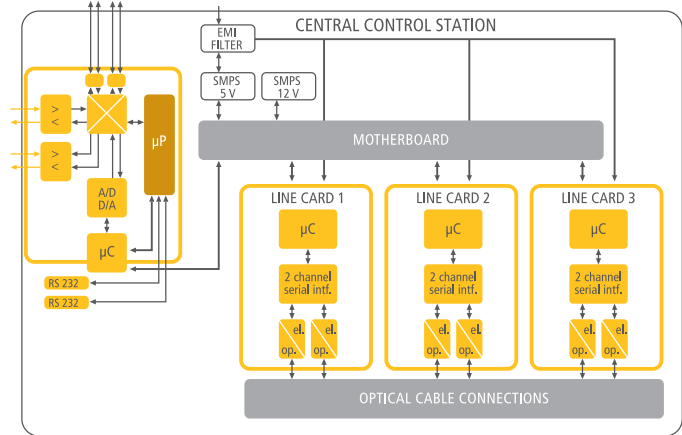 CENTRAL CONTROL STATION
EMI
FILTER
SMPS
5 V
SMPS
12 V
MOTHERBOARD
>
<
>
<
µP
A/D
D/A
µC
RS 232
RS 232
LINE CARD 1
µC
2 channel
serial intf.
el.
op.
el.
op.
LINE CARD 2
µC
2 channel
serial intf.
el.
op.
el.
op.
LINE CARD 3
µC
2 channel
serial intf.
el.
op.
el.
op.
OPTICAL CABLE CONNECTIONS